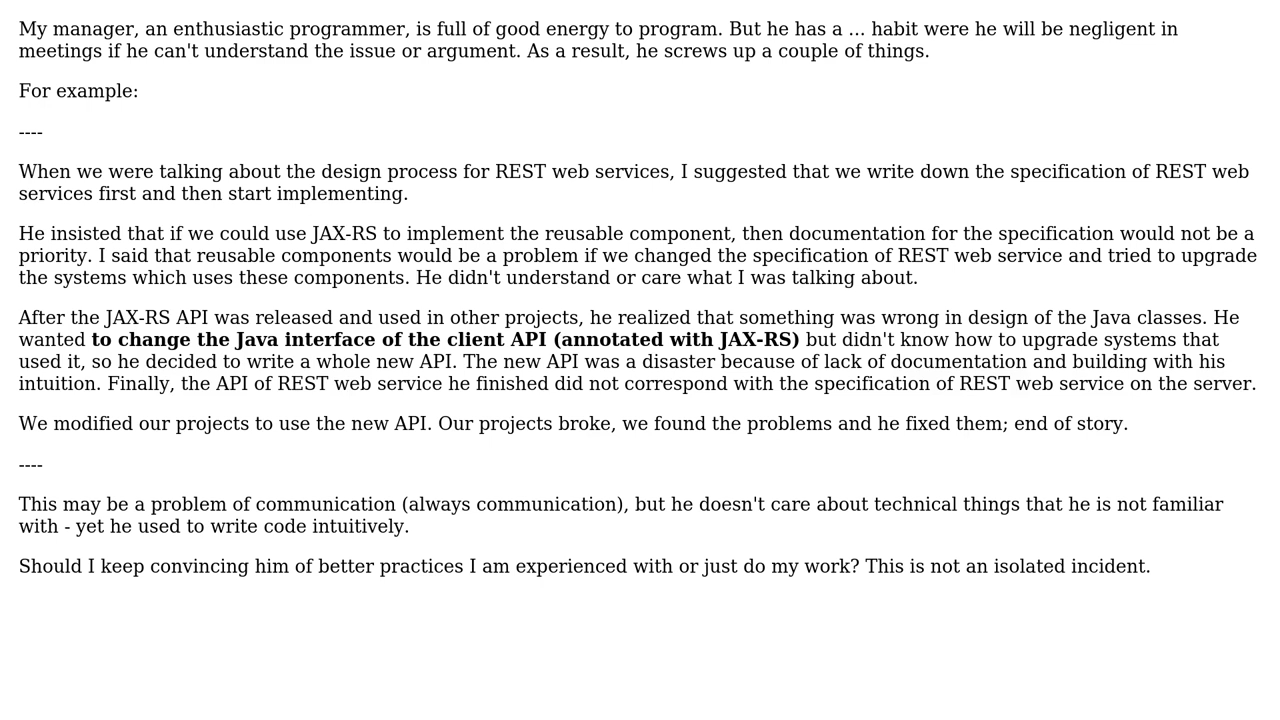 My manager, an enthusiastic programmer, is full of good energy to program. But he has a ... habit were he will be negligent in
meetings if he can't understand the issue or argument. As a result, he screws up a couple of things.
For example:
----
When we were talking about the design process for REST web services, I suggested that we write down the specification of REST web
services first and then start implementing.
He insisted that if we could use JAX-RS to implement the reusable component, then documentation for the specification would not be a
priority. I said that reusable components would be a problem if we changed the specification of REST web service and tried to upgrade
the systems which uses these components. He didn't understand or care what I was talking about.
After the JAX-RS API was released and used in other projects, he realized that something was wrong in design of the Java classes. He
wanted to change the Java interface of the client API (annotated with JAX-RS) but didn't know how to upgrade systems that
used it, so he decided to write a whole new API. The new API was a disaster because of lack of documentation and building with his
intuition. Finally, the API of REST web service he finished did not correspond with the specification of REST web service on the server.
We modified our projects to use the new API. Our projects broke, we found the problems and he fixed them; end of story.
----
This may be a problem of communication (always communication), but he doesn't care about technical things that he is not familiar
with - yet he used to write code intuitively.
Should I keep convincing him of better practices I am experienced with or just do my work? This is not an isolated incident.